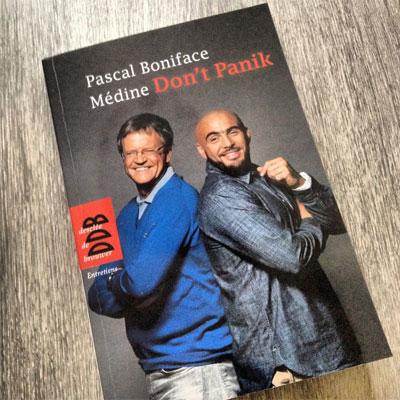 Pascal Boniface
Médine Don't Panik
desclée
de
brouwer
DDB
Entretiens